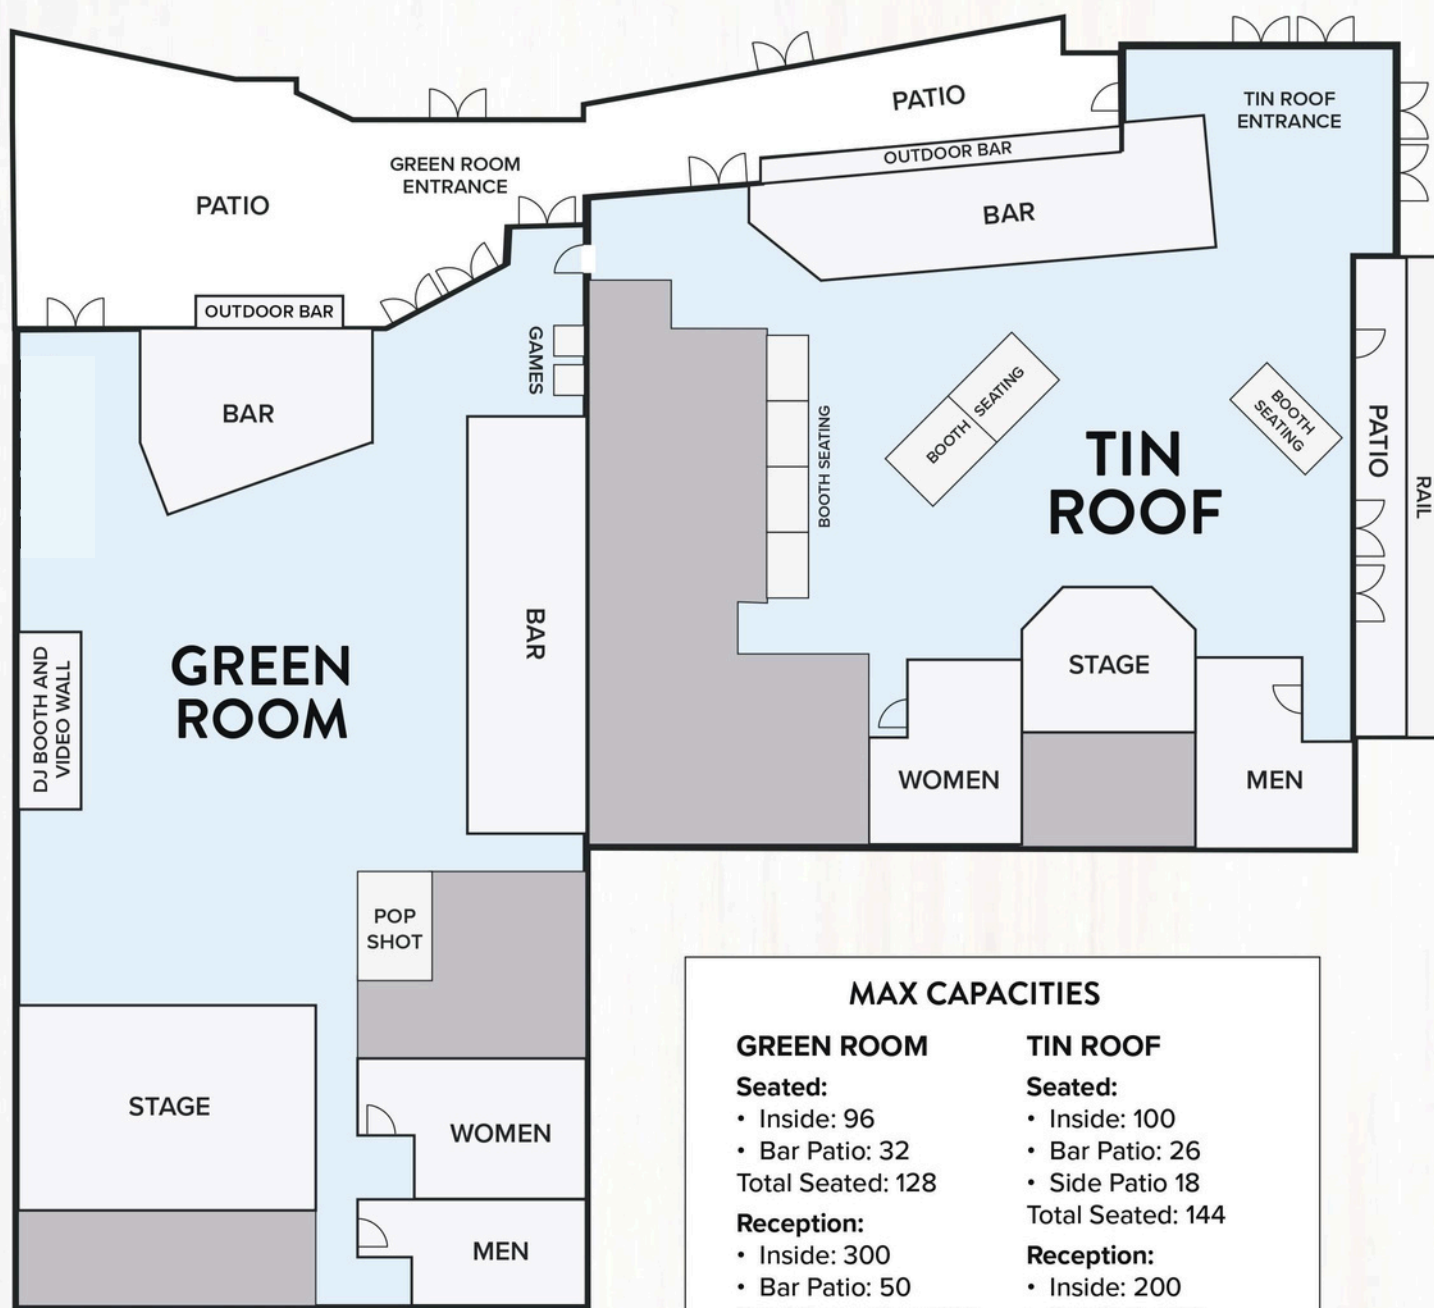 PATIO
OUTDOOR BAR
BAR
TIN ROOF
ENTRANCE
GREEN ROOM
ENTRANCE
PATIO
OUTDOOR BAR
BAR
GAMES
BAR
BOOTH SEATING
BOOTH SEATING
BOOTH
SEATING
TIN
ROOF
PATIO
RAIL
GREEN
ROOM
DJ BOOTH AND
VIDEO WALL
STAGE
WOMEN
MEN
POP
SHOT
STAGE
WOMEN
MEN
MAX CAPACITIES
GREEN ROOM
Seated:
• Inside: 96
• Bar Patio: 32
Total Seated: 128
Reception:
• Inside: 300
• Bar Patio: 50
TIN ROOF
Seated:
• Inside: 100
• Bar Patio: 26
• Side Patio 18
Total Seated: 144
Reception:
• Inside: 200